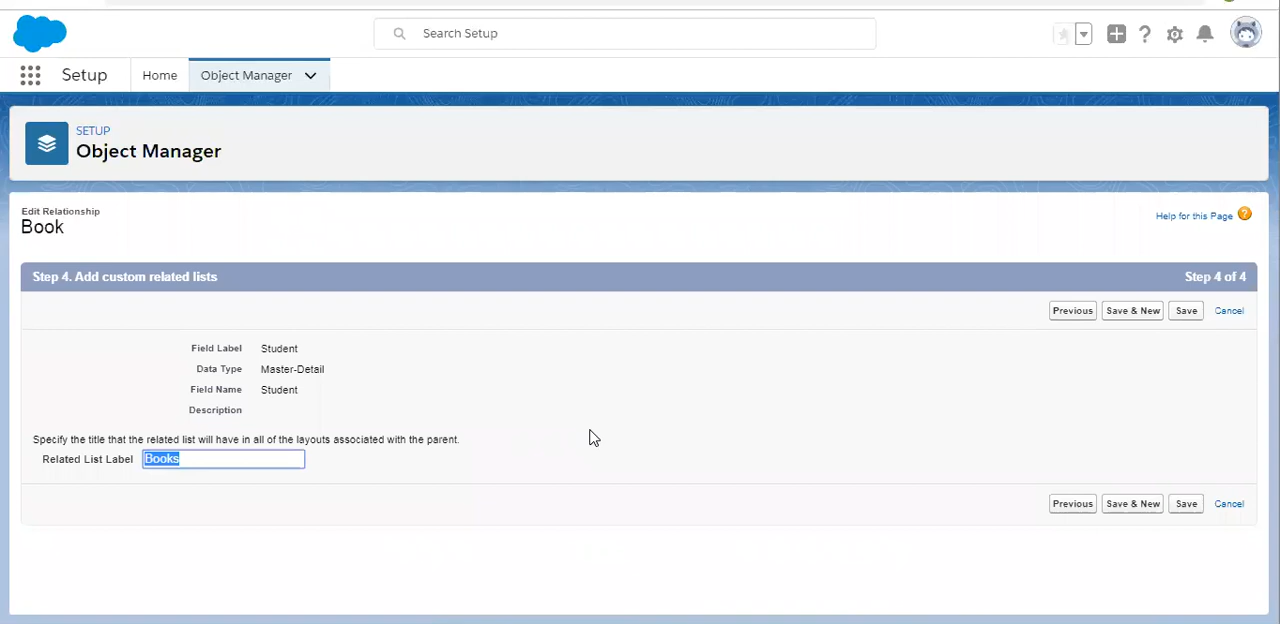 Search Setup
Setup
Home
Object Manager
SETUP
Object Manager
Edit Relationship
Book
Help for this Page
Step 4. Add custom related lists
Step 4 of 4
Previous Save & New Save Cancel
Field Label Student
Data Type Master-Detail
Field Name Student
Description
Specify the title that the related list will have in all of the layouts associated with the parent.
Related List Label Books
Previous Save & New Save Cancel